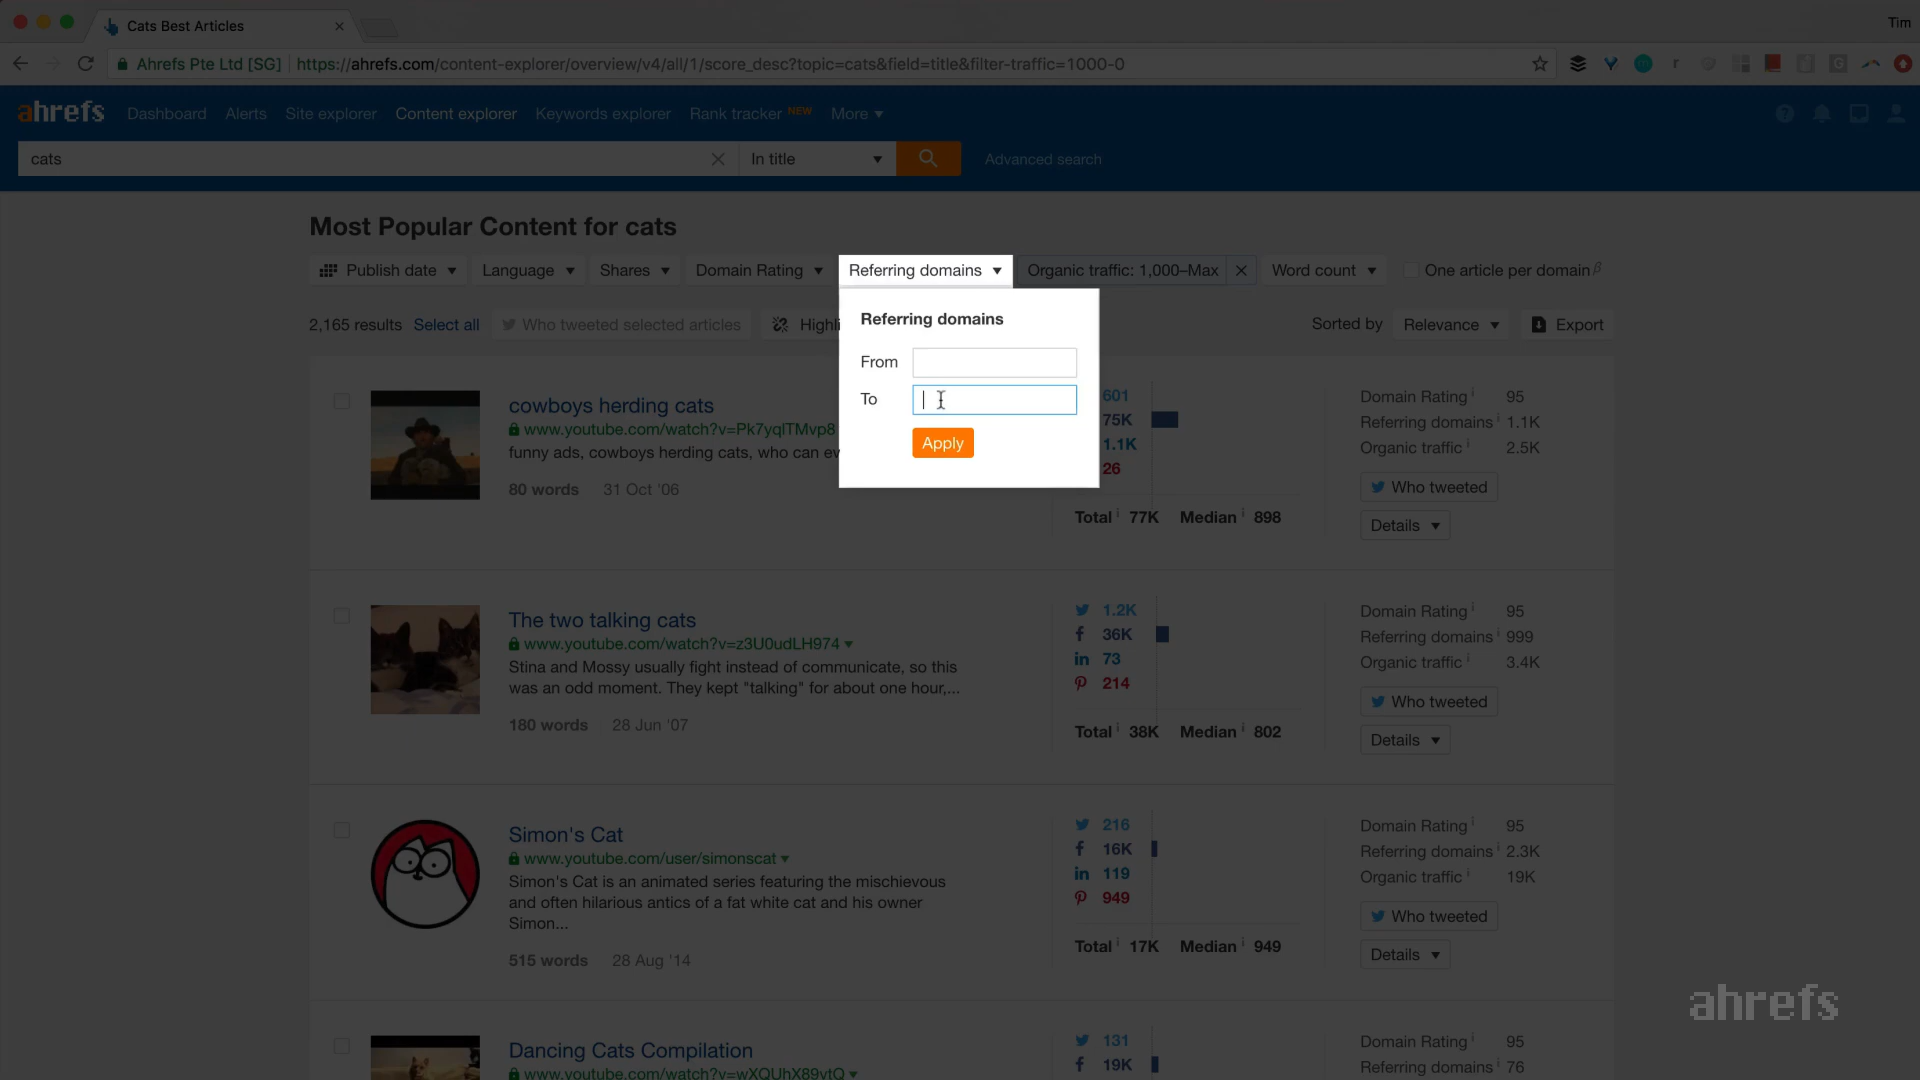 Cats Best Articles
Tim
Ahrefs Pte Ltd [SG] https://ahrefs.com/content-explorer/overview/v4/all/1/score_desc?topic=cats&field=title&filter-traffic=1000-0
ahrefs Dashboard Alerts Site explorer Content explorer Keywords explorer Rank tracker NEW More
cats In title Advanced search
Most Popular Content for cats
Publish date Language Shares Domain Rating Referring domains Organic traffic: 1,000–Max Word count One article per domain β
2,165 results Select all Who tweeted selected articles Highli Sorted by Relevance Export
Referring domains
From
To
Apply
cowboys herding cats
www.youtube.com/watch?v=Pk7yqlTMvp8
funny ads, cowboys herding cats, who can ev
80 words 31 Oct '06
601
75K
1.1K
26
Total 77K Median 898
Domain Rating 95
Referring domains 1.1K
Organic traffic 2.5K
Who tweeted
Details
The two talking cats
www.youtube.com/watch?v=z3U0udLH974
Stina and Mossy usually fight instead of communicate, so this
was an odd moment. They kept "talking" for about one hour,...
180 words 28 Jun '07
1.2K
36K
73
214
Total 38K Median 802
Domain Rating 95
Referring domains 999
Organic traffic 3.4K
Who tweeted
Details
Simon's Cat
www.youtube.com/user/simonscat
Simon's Cat is an animated series featuring the mischievous
and often hilarious antics of a fat white cat and his owner
Simon...
515 words 28 Aug '14
216
16K
119
949
Total 17K Median 949
Domain Rating 95
Referring domains 2.3K
Organic traffic 19K
Who tweeted
Details
Dancing Cats Compilation
www.youtube.com/watch?v=wXQUhX89vtQ
131
19K
Domain Rating 95
Referring domains 76
ahrefs